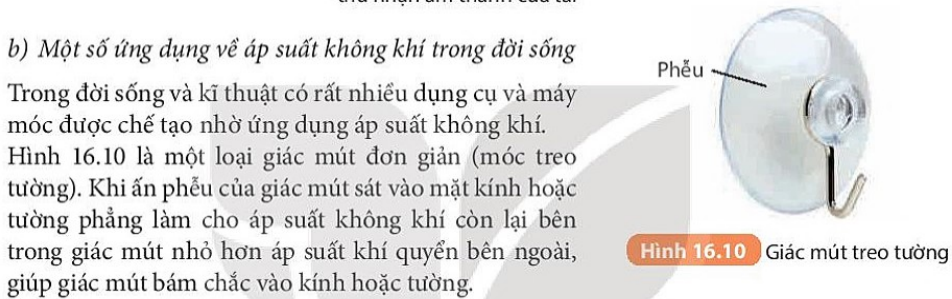 b) Một số ứng dụng về áp suất không khí trong đời sống
Trong đời sống và kĩ thuật có rất nhiều dụng cụ và máy
móc được chế tạo nhờ ứng dụng áp suất không khí.
Hình 16.10 là một loại giác mút đơn giản (móc treo
tường). Khi ấn phễu của giác mút sát vào mặt kính hoặc
tường phẳng làm cho áp suất không khí còn lại bên
trong giác mút nhỏ hơn áp suất khí quyển bên ngoài,
giúp giác mút bám chắc vào kính hoặc tường.
Phễu
Hình 16.10 Giác mút treo tường